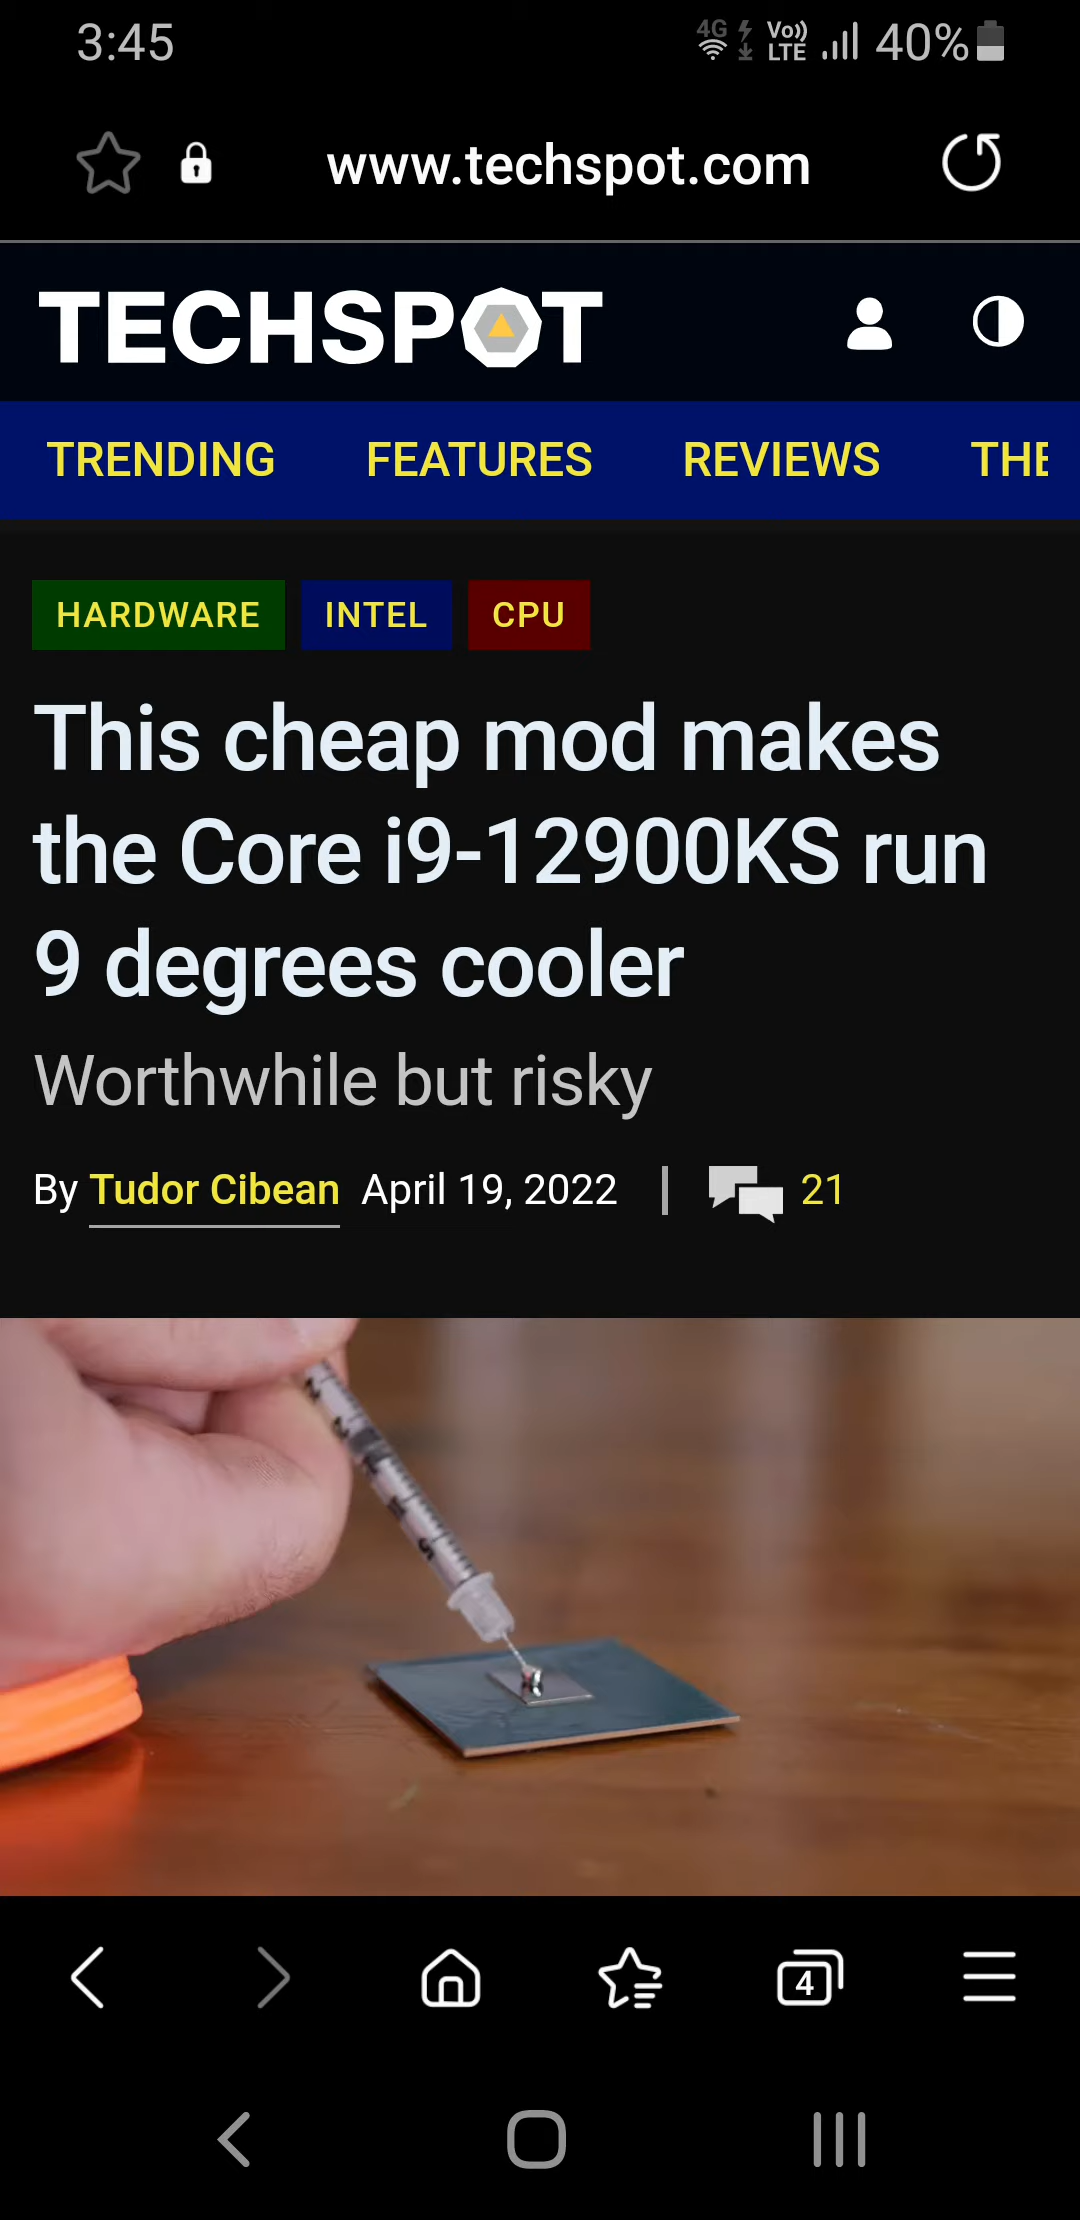 3:45 4G Vo)) LTE 40%
www.techspot.com
TECHSPOT
TRENDING FEATURES REVIEWS THE
HARDWARE INTEL CPU
This cheap mod makes
the Core i9-12900KS run
9 degrees cooler
Worthwhile but risky
By Tudor Cibean April 19, 2022 | 21
4